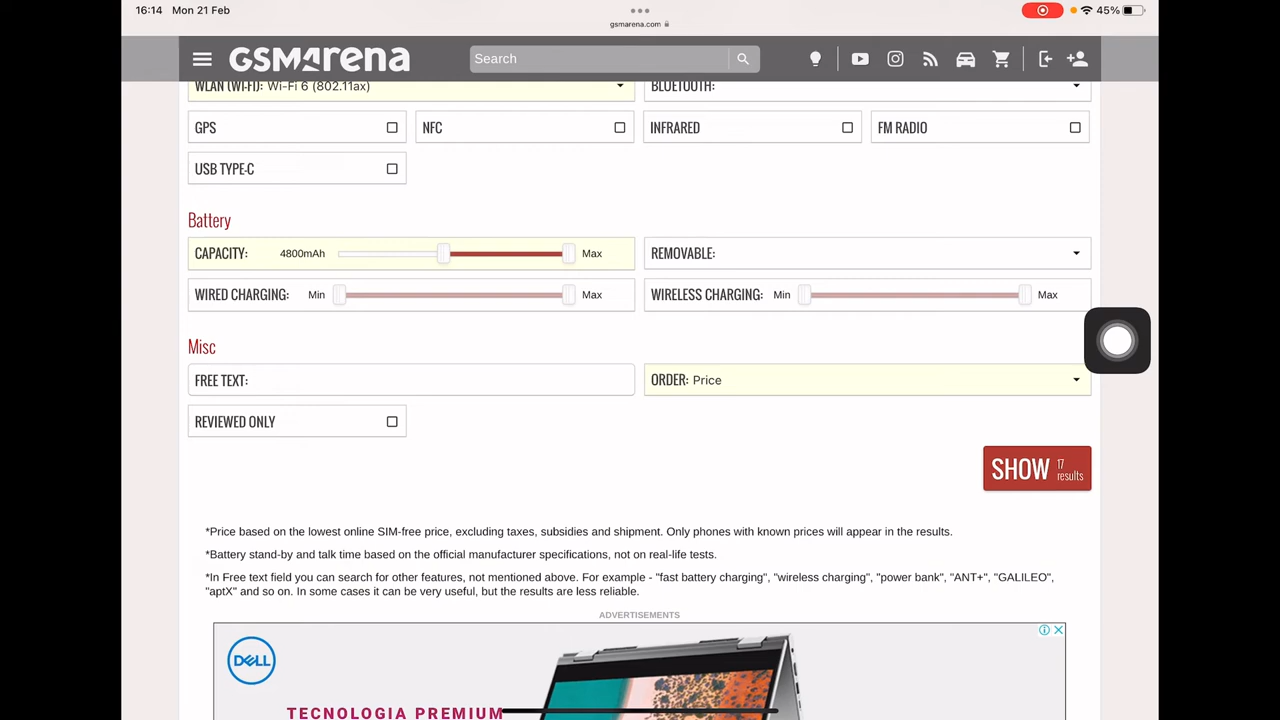 16:14 Mon 21 Feb
45%
gsmarena.com
GSMArena
Search
WLAN (WI-FI): Wi-Fi 6 (802.11ax)
BLUETOOTH:
GPS
NFC
INFRARED
FM RADIO
USB TYPE-C
Battery
CAPACITY: 4800mAh Max
REMOVABLE:
WIRED CHARGING: Min Max
WIRELESS CHARGING: Min Max
Misc
FREE TEXT:
ORDER: Price
REVIEWED ONLY
SHOW 17 results
*Price based on the lowest online SIM-free price, excluding taxes, subsidies and shipment. Only phones with known prices will appear in the results.
*Battery stand-by and talk time based on the official manufacturer specifications, not on real-life tests.
*In Free text field you can search for other features, not mentioned above. For example - "fast battery charging", "wireless charging", "power bank", "ANT+", "GALILEO",
"aptX" and so on. In some cases it can be very useful, but the results are less reliable.
ADVERTISEMENTS
DELL
TECNOLOGIA PREMIUM